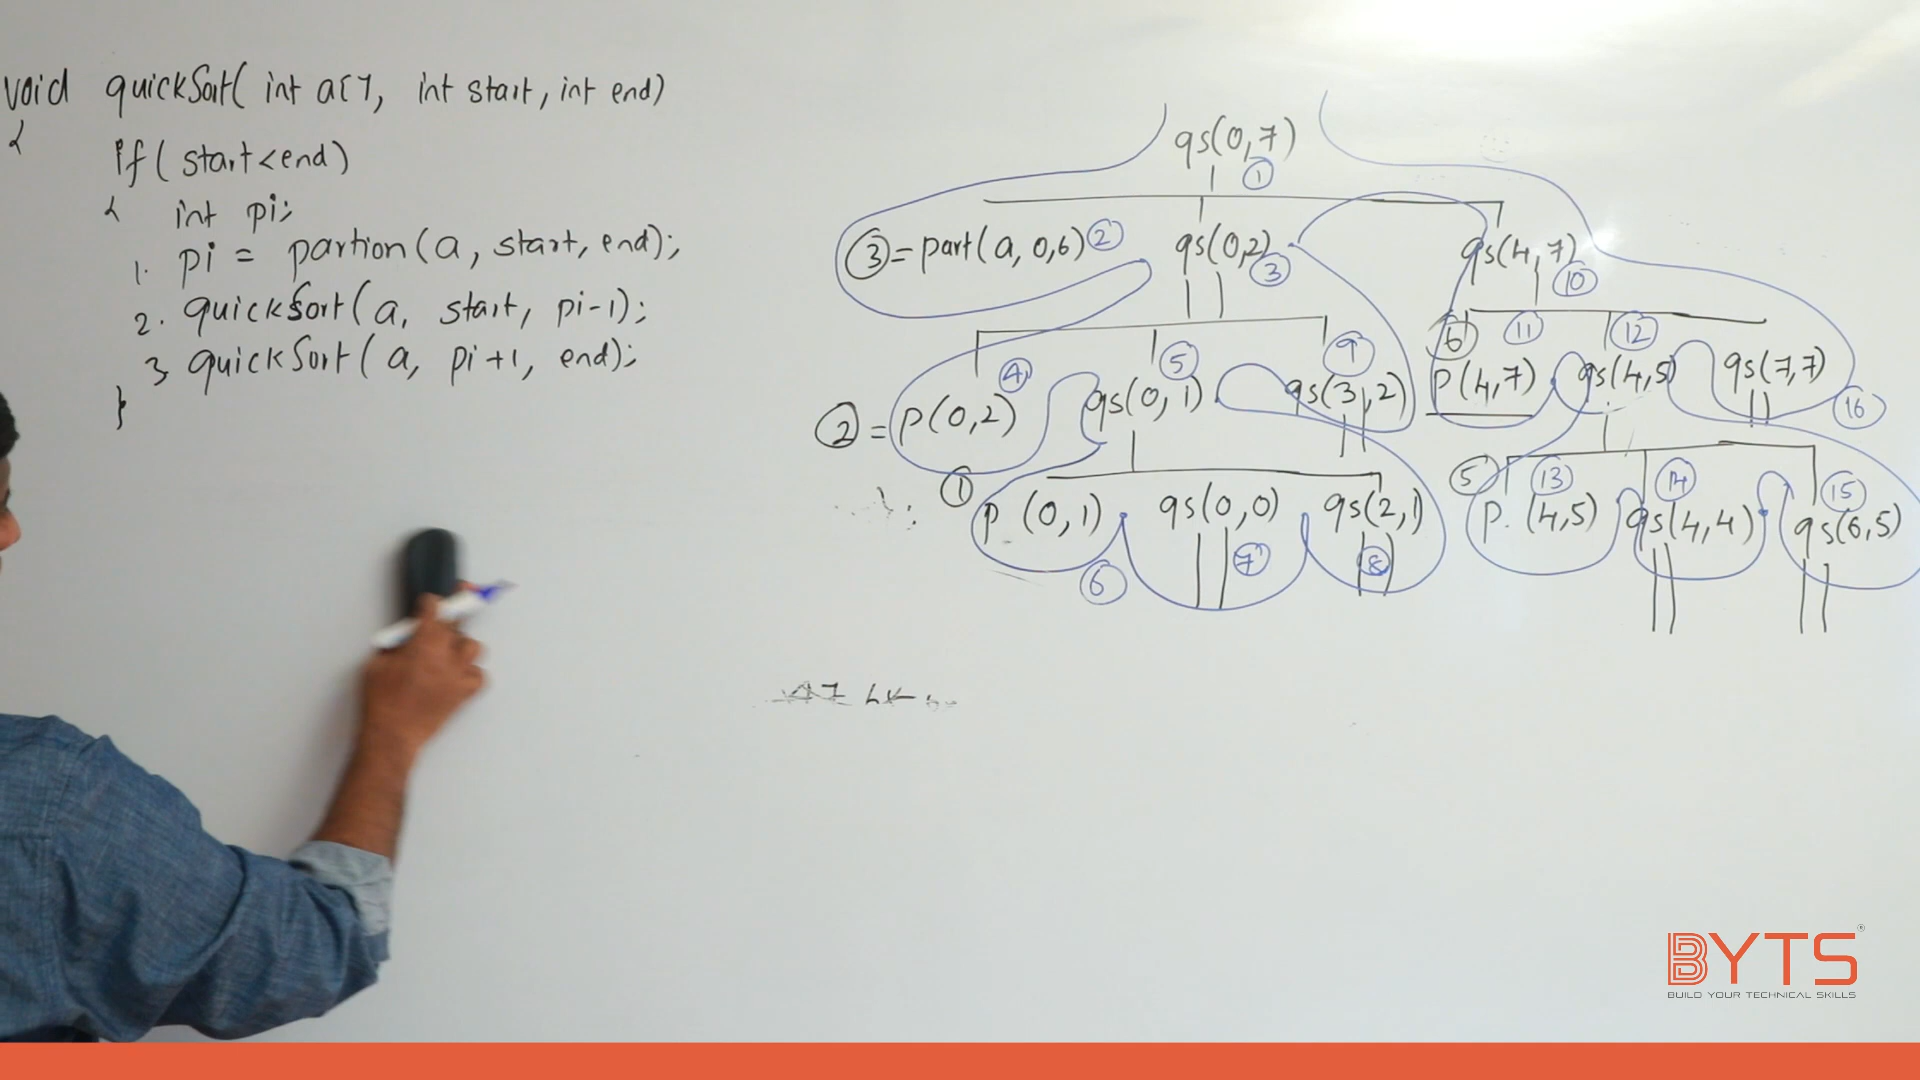 void quickSort( int a[], int start, int end)
{
if( start<end)
{ int pi;
1. pi = partion(a, start, end);
2. quickSort(a, start, pi-1);
3 quickSort(a, pi+1, end);
}
qs(0,7)
1
3 = part(a, 0,6) 2
qs(0,2) 3
qs(4,7) 10
2 = p(0,2) 4
qs(0,1) 5
qs(3,2) 9
6 p(4,7) 11
qs(4,5) 12
qs(7,7) 16
1 p (0,1) 6
qs(0,0) 7
qs(2,1) 8
5 p. (4,5) 13
qs(4,4) 14
qs(6,5) 15
BYTS
BUILD YOUR TECHNICAL SKILLS